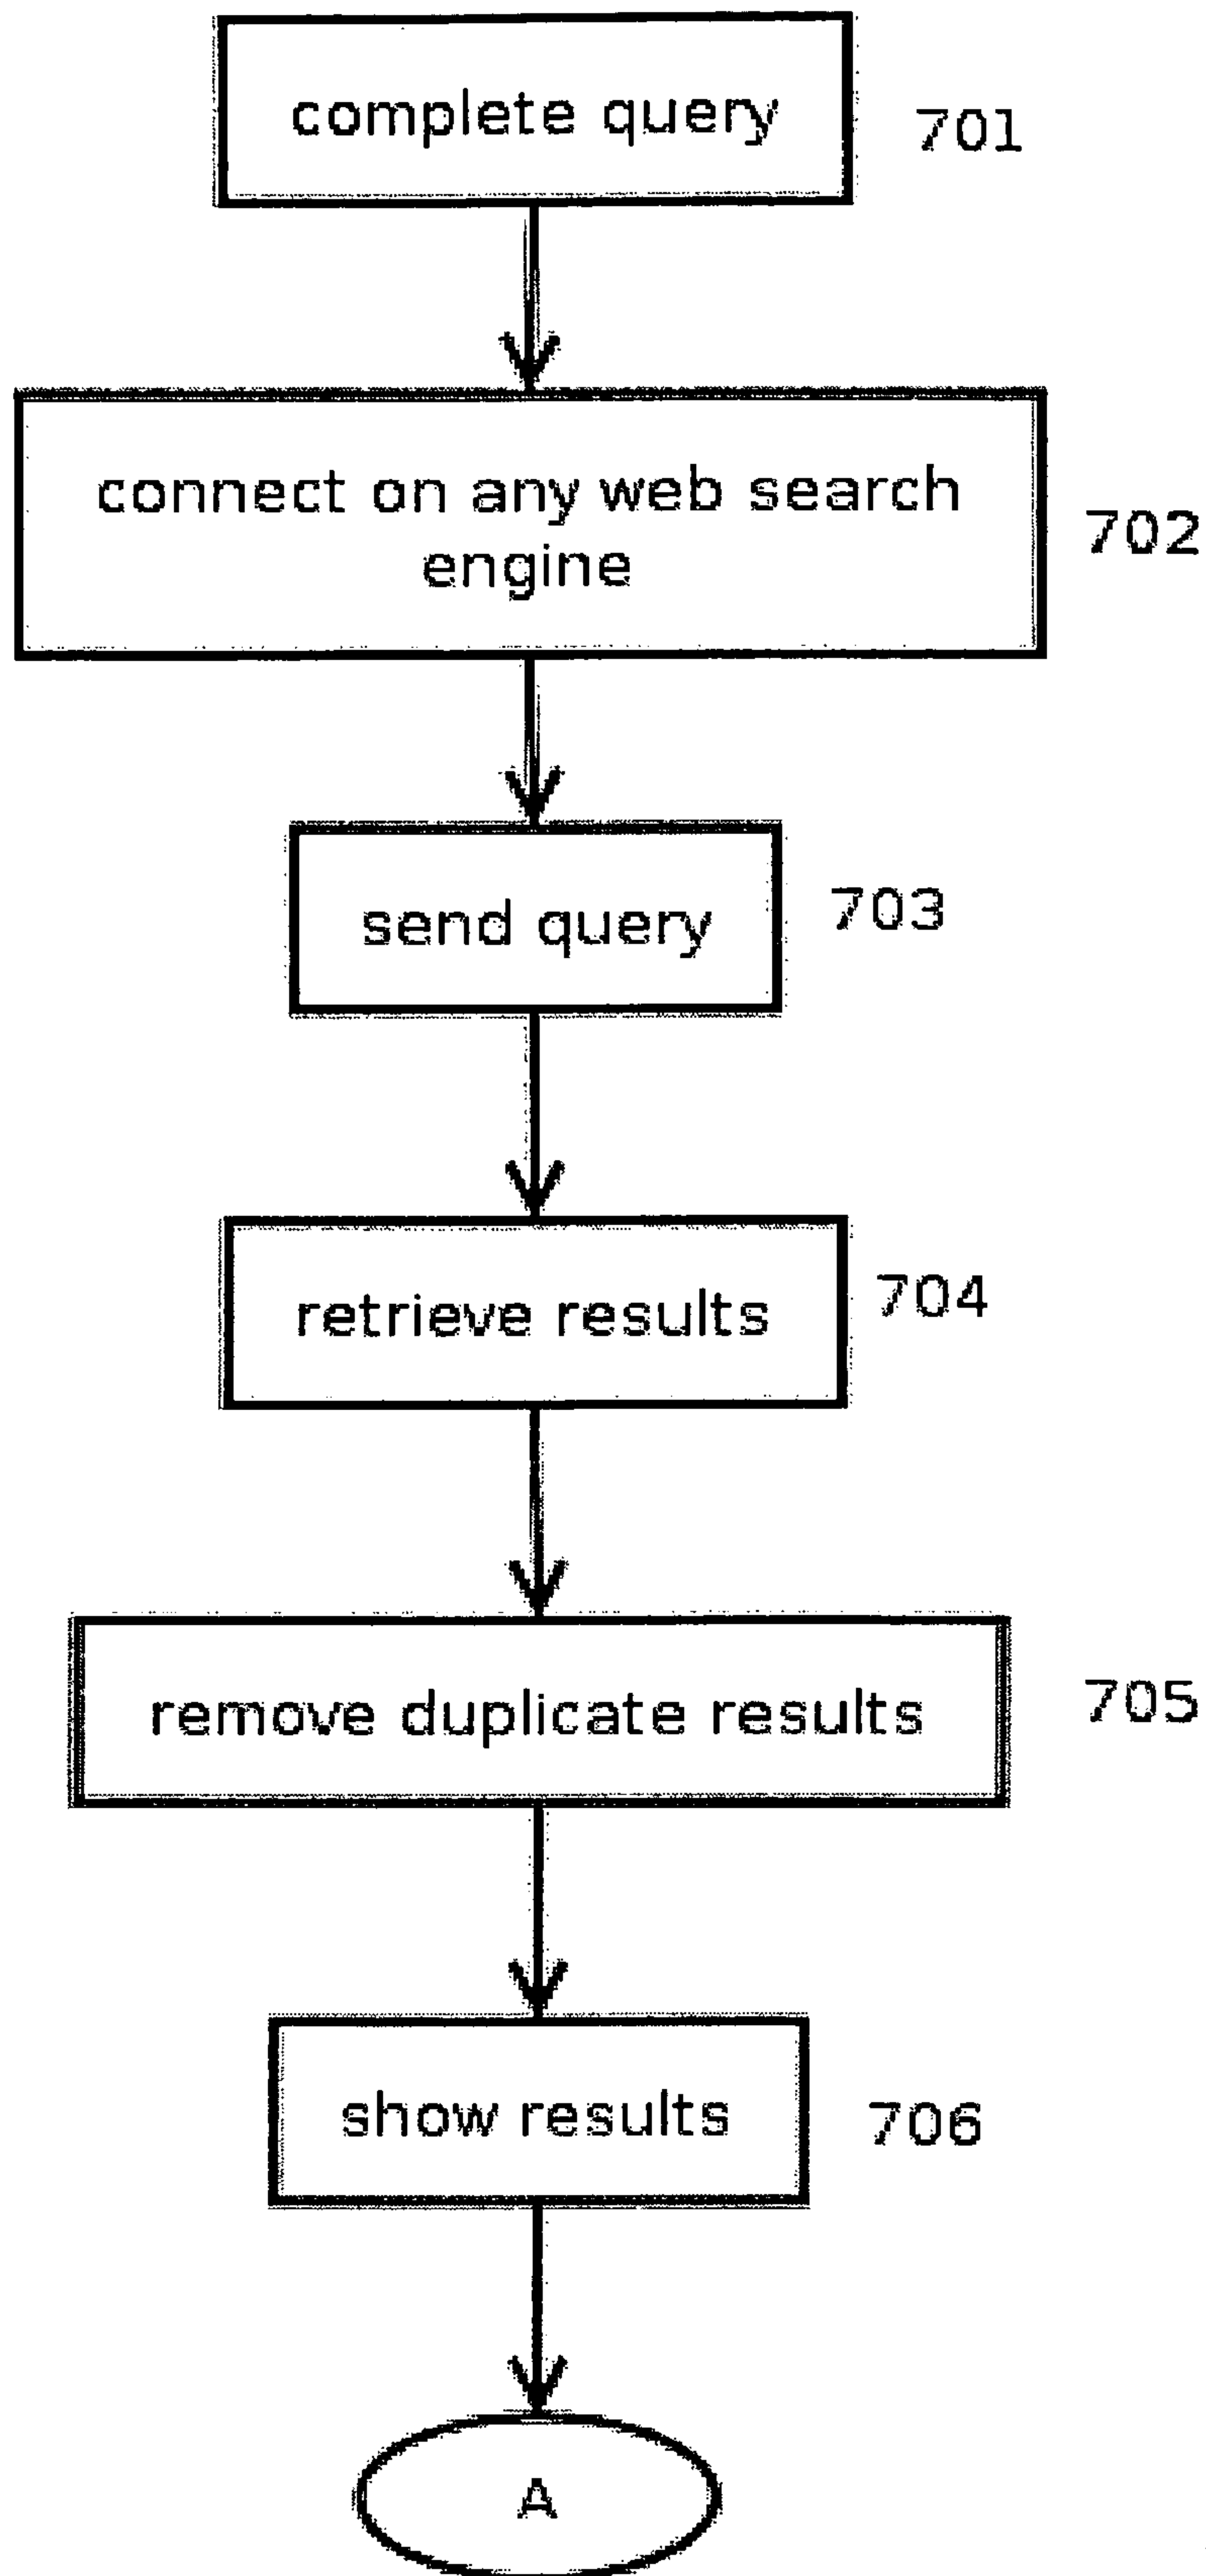 complete query
701
connect on any web search
engine
702
send query
703
retrieve results
704
remove duplicate results
705
show results
706
A